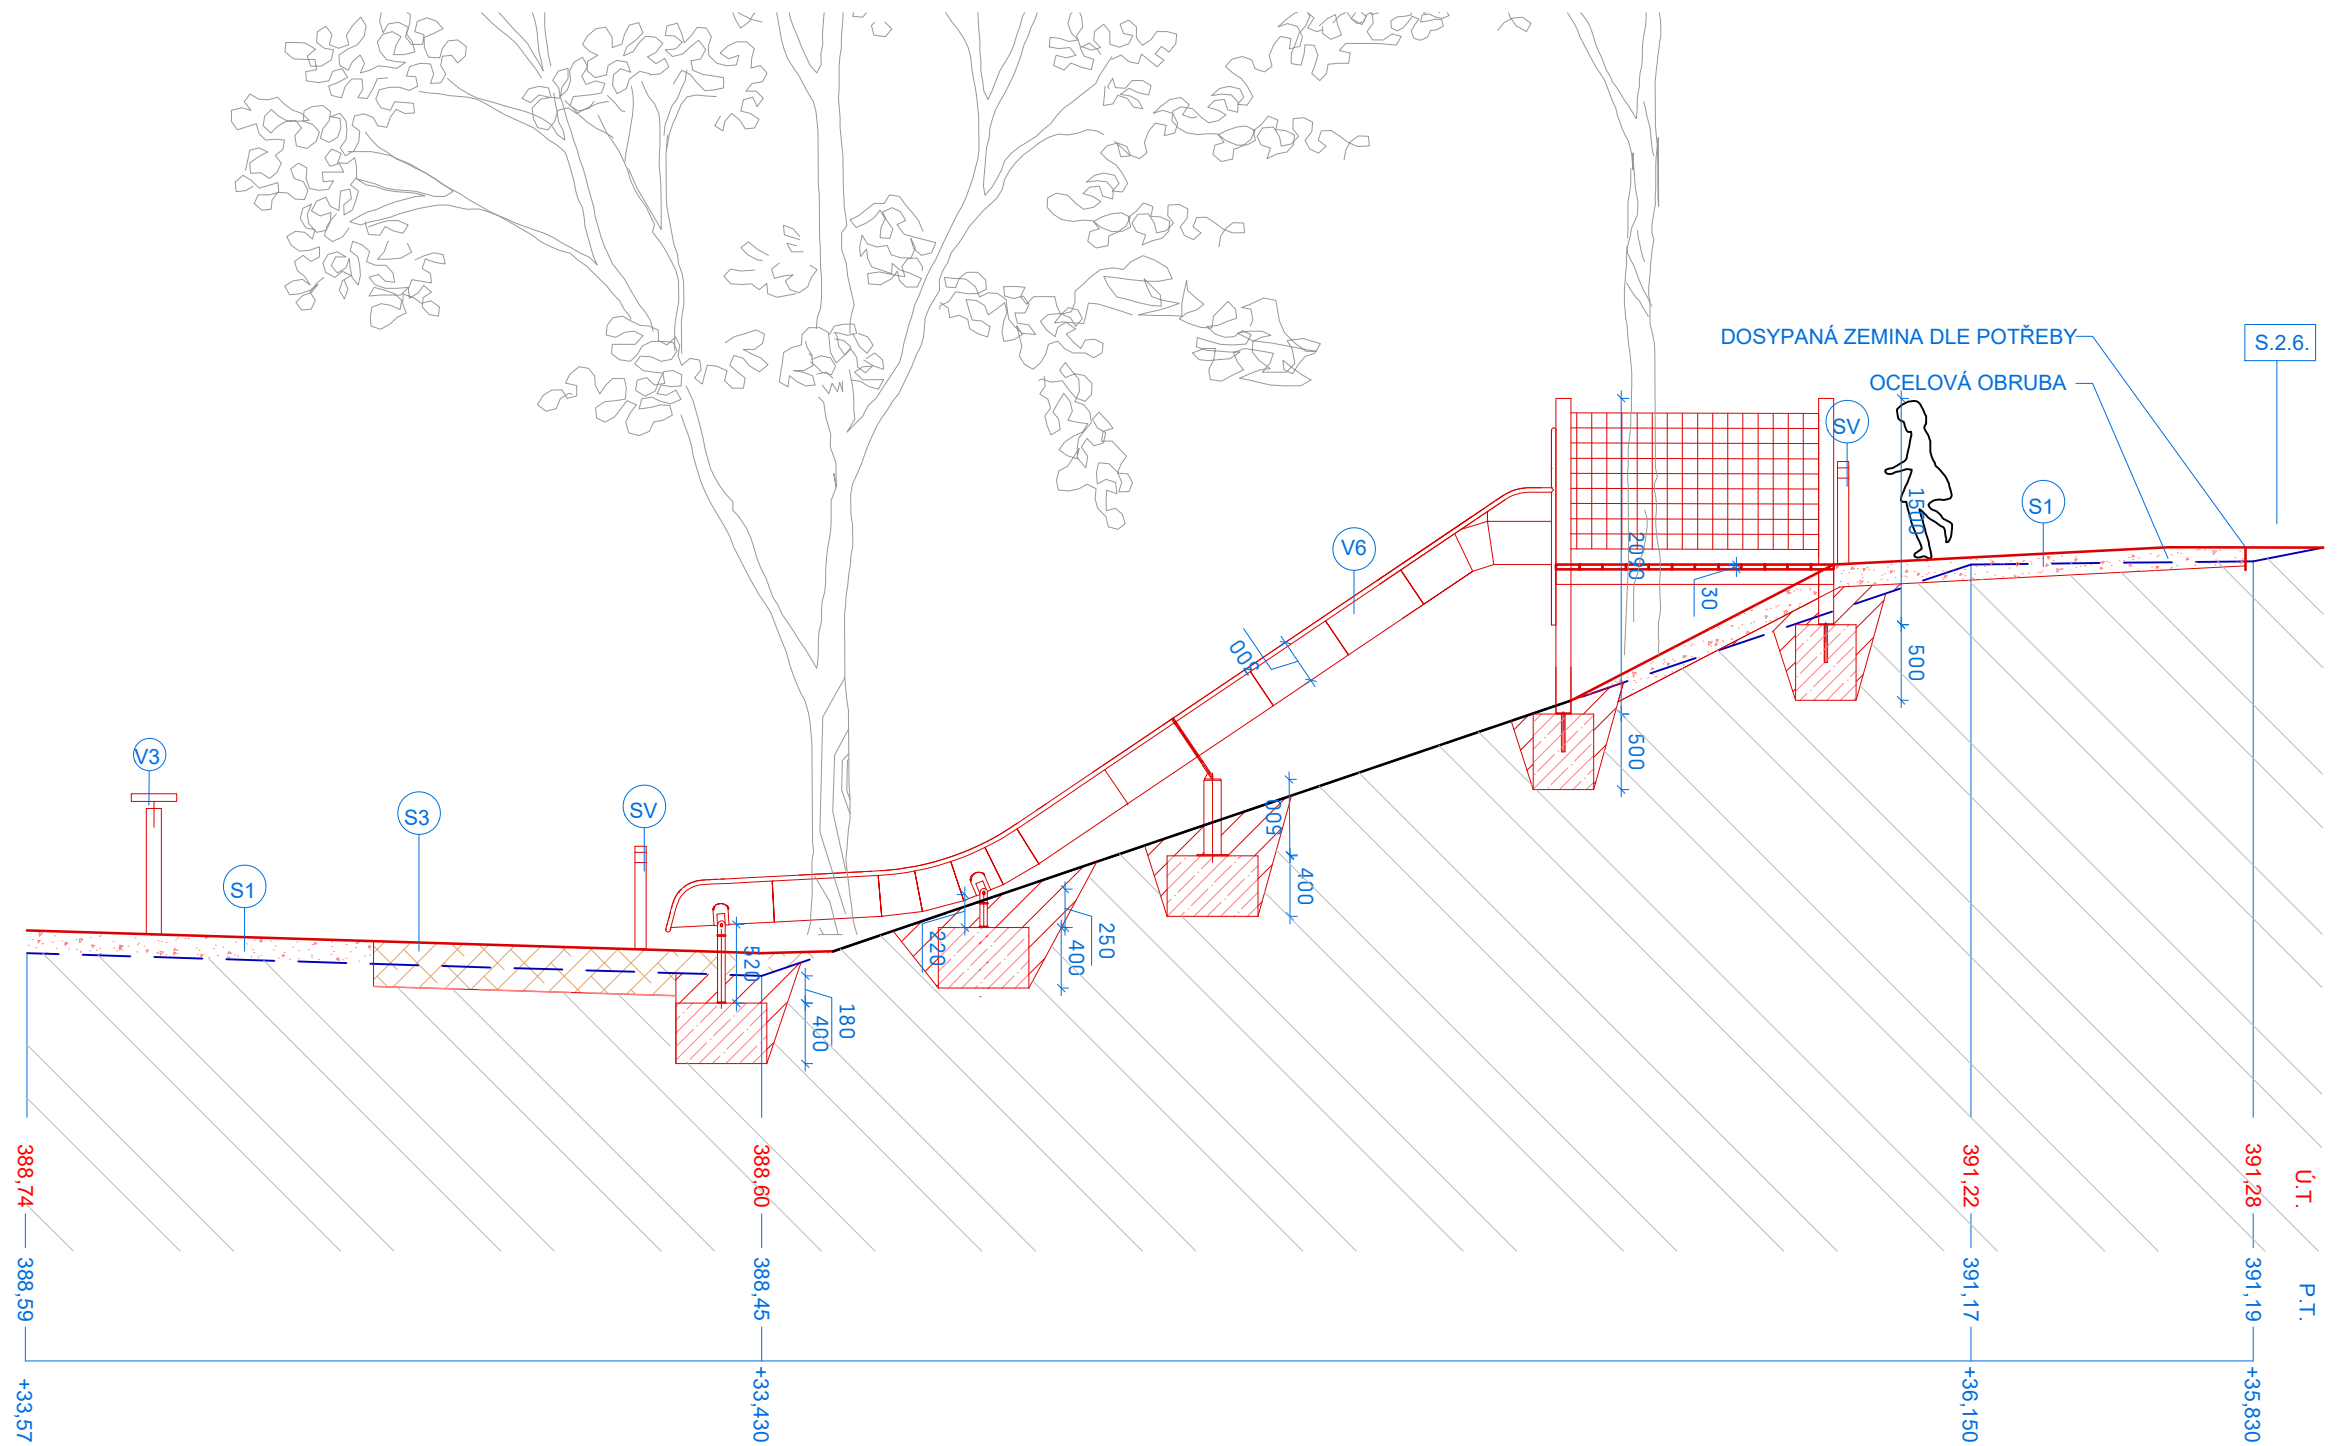 DOSYPANÁ ZEMINA DLE POTŘEBY
S.2.6.
OCELOVÁ OBRUBA
SV
1500
S1
V6
2090
30
300
500
500
V3
S3
SV
S1
500
400
250
400
220
520
180
400
388,74
388,60
391,22
391,28
Ú.T.
388,59
388,45
391,17
391,19
P.T.
+33,57
+33,430
+36,150
+35,830